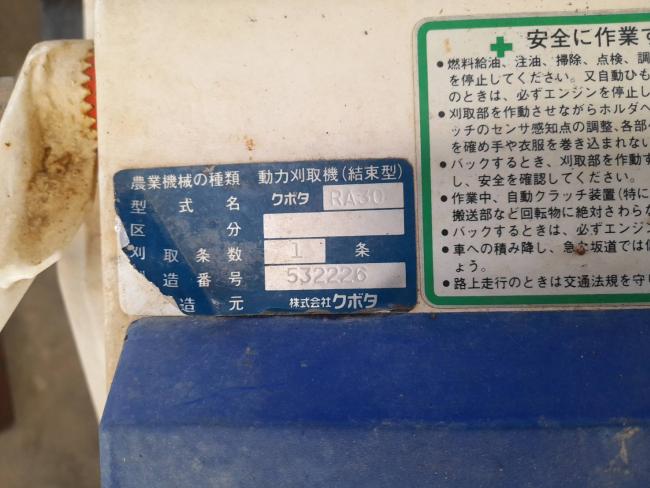 農業機械の種類 動力刈取機(結束型)
型式名 クボタ RA30
区分
刈取条数 1 条
造番号 532226
造元 株式会社クボタ
安全に作業す
●燃料給油、注油、掃除、点検、調
を停止してください。又自動ひも
のときは、必ずエンジンを停止し
●刈取部を作動させながらホルダへ
ッチのセンサ感知点の調整、各部
を確め手や衣服を巻き込まれない
●バックするとき、刈取部を作動す
し、安全を確認してください。
●作業中、自動クラッチ装置(特に
搬送部など回転物に絶対さわらな
●バックするときは、必ずエンジン
●車への積み降し、急な坂道では低
ょう。
●路上走行のときは交通法規を守り